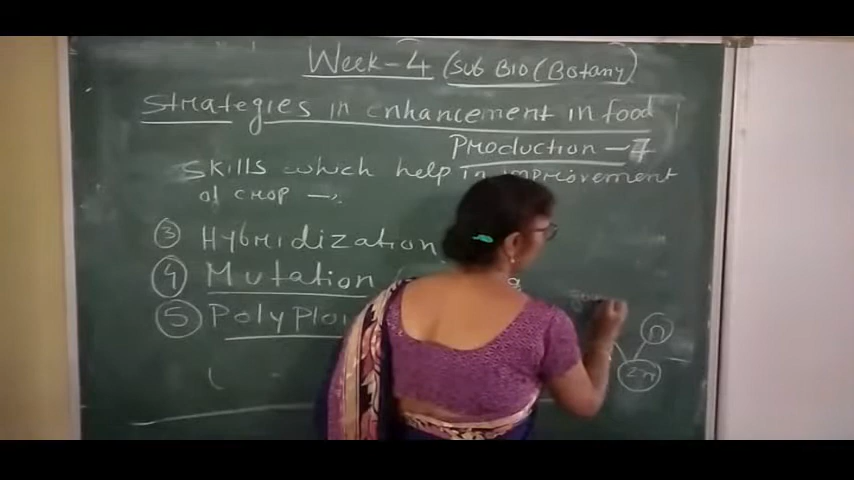 Week-4 (Sub Bio (Botany)
Strategies in enhancement in food
Production-7
Skills which help in improvement
of crop -:
③ Hybridization
④ Mutation
⑤
n
2n